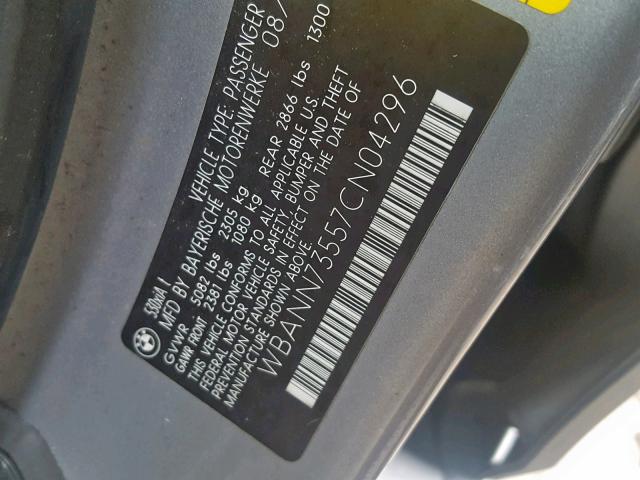 530xA I
VEHICLE TYPE: PASSENGER
MFD BY BAYERISCHE MOTORENWERKE 08/
GVWR 5082 lbs 2305 kg
GAWR FRONT 2381 lbs 1080 kg REAR 2866 lbs 1300
THIS VEHICLE CONFORMS TO ALL APPLICABLE U.S.
FEDERAL MOTOR VEHICLE SAFETY, BUMPER AND THEFT
PREVENTION STANDARDS IN EFFECT ON THE DATE OF
MANUFACTURE SHOWN ABOVE.
WBANN73557CN04296